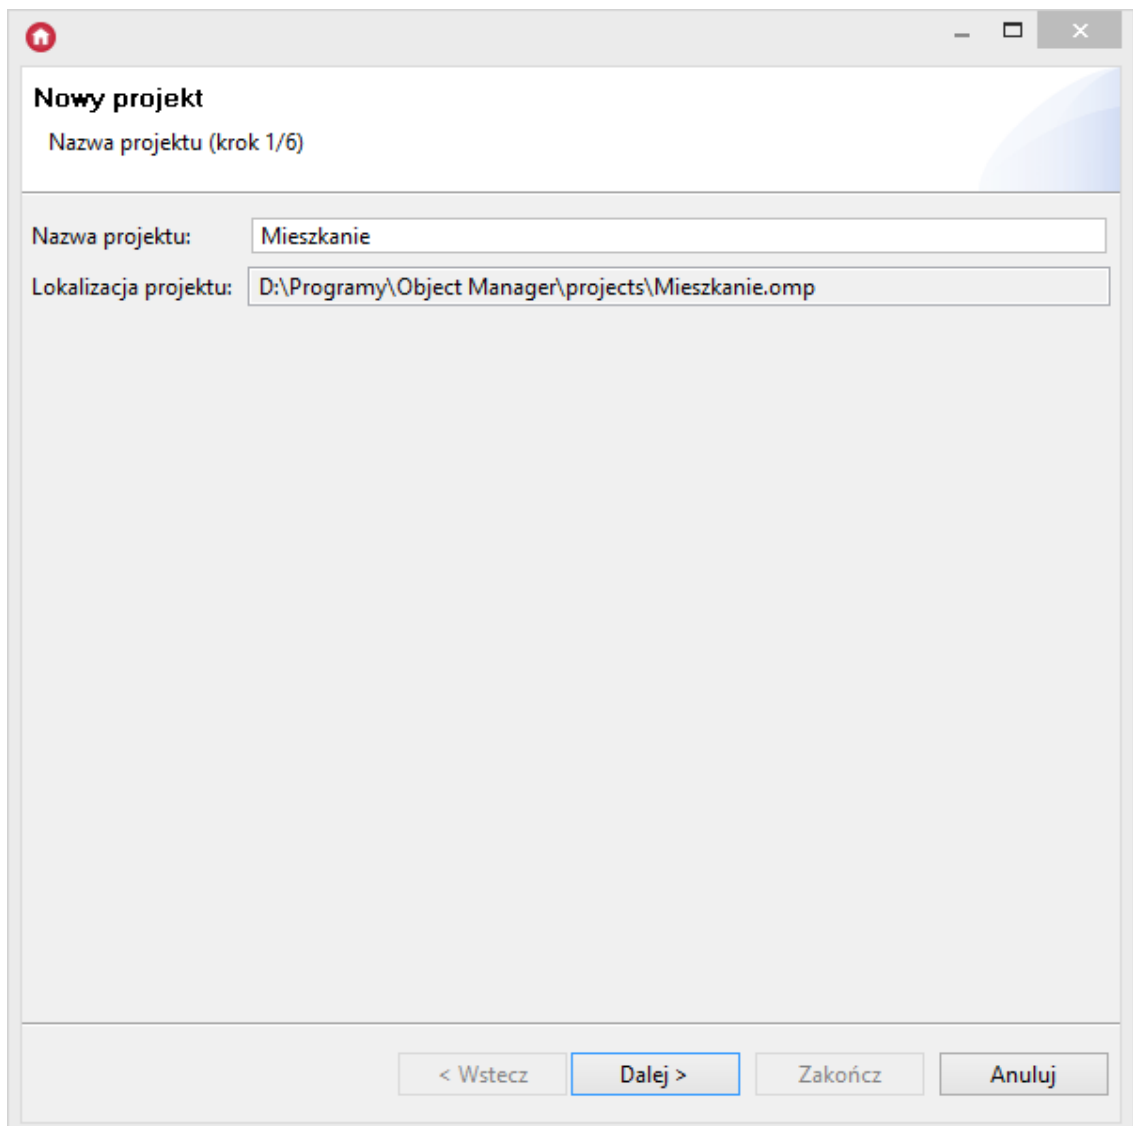 Nowy projekt
Nazwa projektu (krok 1/6)
Nazwa projektu: Mieszkanie
Lokalizacja projektu: D:\Programy\Object Manager\projects\Mieszkanie.omp
< Wstecz Dalej > Zakończ Anuluj